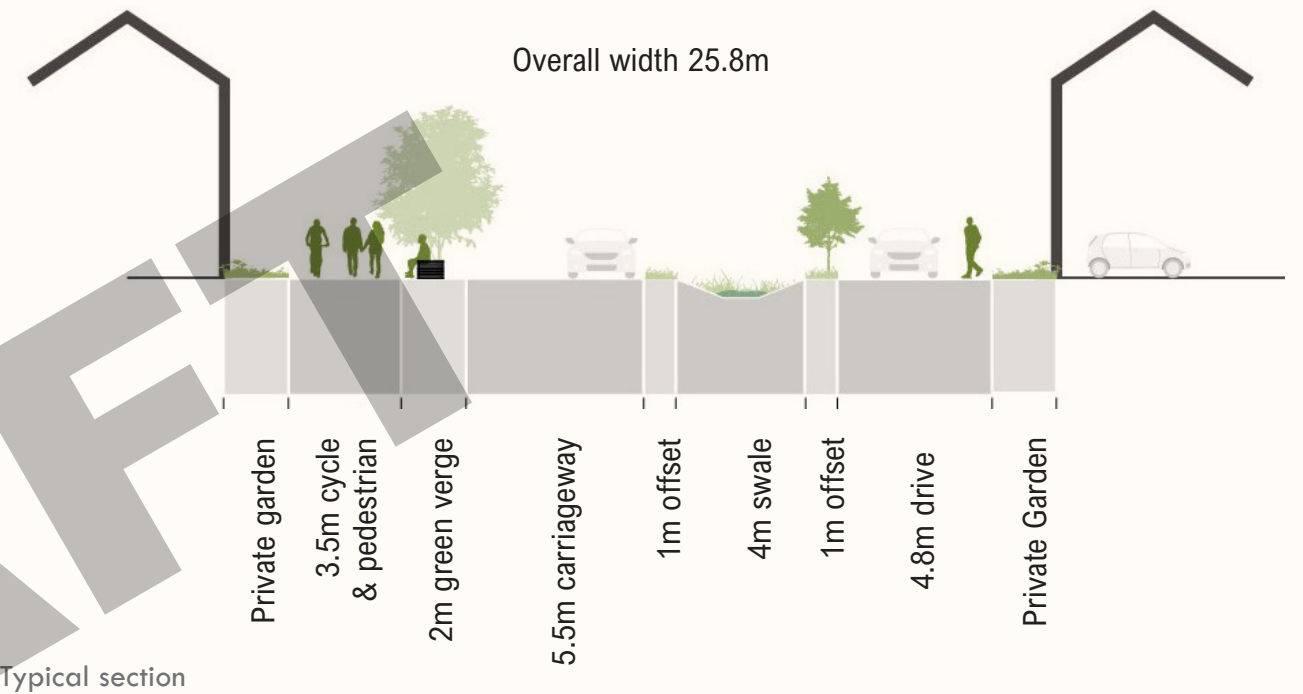 Overall width 25.8m
Private garden
3.5m cycle
& pedestrian
2m green verge
5.5m carriageway
1m offset
4m swale
1m offset
4.8m drive
Private Garden
Typical section
AFT